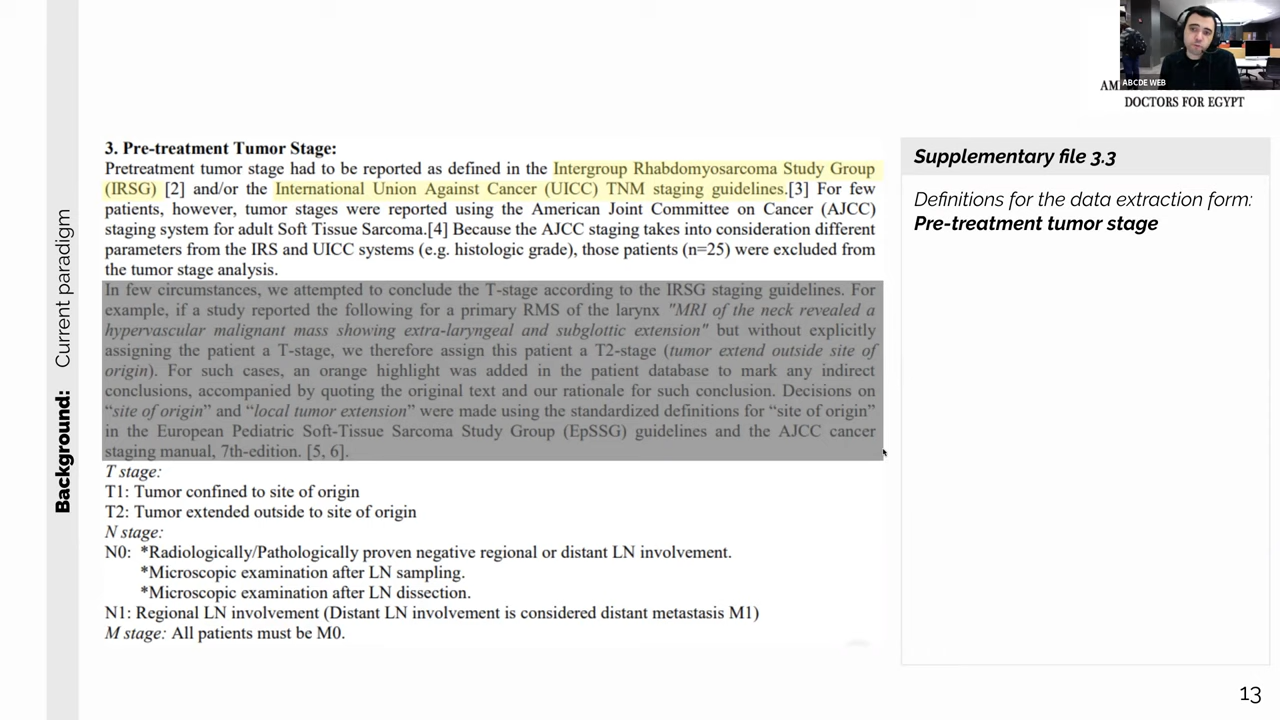 ABCDE WEB
AM
DOCTORS FOR EGYPT
Background: Current paradigm
3. Pre-treatment Tumor Stage:
Pretreatment tumor stage had to be reported as defined in the Intergroup Rhabdomyosarcoma Study Group
(IRSG) [2] and/or the International Union Against Cancer (UICC) TNM staging guidelines.[3] For few
patients, however, tumor stages were reported using the American Joint Committee on Cancer (AJCC)
staging system for adult Soft Tissue Sarcoma.[4] Because the AJCC staging takes into consideration different
parameters from the IRS and UICC systems (e.g. histologic grade), those patients (n=25) were excluded from
the tumor stage analysis.
In few circumstances, we attempted to conclude the T-stage according to the IRSG staging guidelines. For
example, if a study reported the following for a primary RMS of the larynx "MRI of the neck revealed a
hypervascular malignant mass showing extra-laryngeal and subglottic extension" but without explicitly
assigning the patient a T-stage, we therefore assign this patient a T2-stage (tumor extend outside site of
origin). For such cases, an orange highlight was added in the patient database to mark any indirect
conclusions, accompanied by quoting the original text and our rationale for such conclusion. Decisions on
“site of origin” and “local tumor extension” were made using the standardized definitions for “site of origin”
in the European Pediatric Soft-Tissue Sarcoma Study Group (EpSSG) guidelines and the AJCC cancer
staging manual, 7th-edition. [5, 6].
T stage:
T1: Tumor confined to site of origin
T2: Tumor extended outside to site of origin
N stage:
N0: *Radiologically/Pathologically proven negative regional or distant LN involvement.
*Microscopic examination after LN sampling.
*Microscopic examination after LN dissection.
N1: Regional LN involvement (Distant LN involvement is considered distant metastasis M1)
M stage: All patients must be M0.
Supplementary file 3.3
Definitions for the data extraction form:
Pre-treatment tumor stage
13